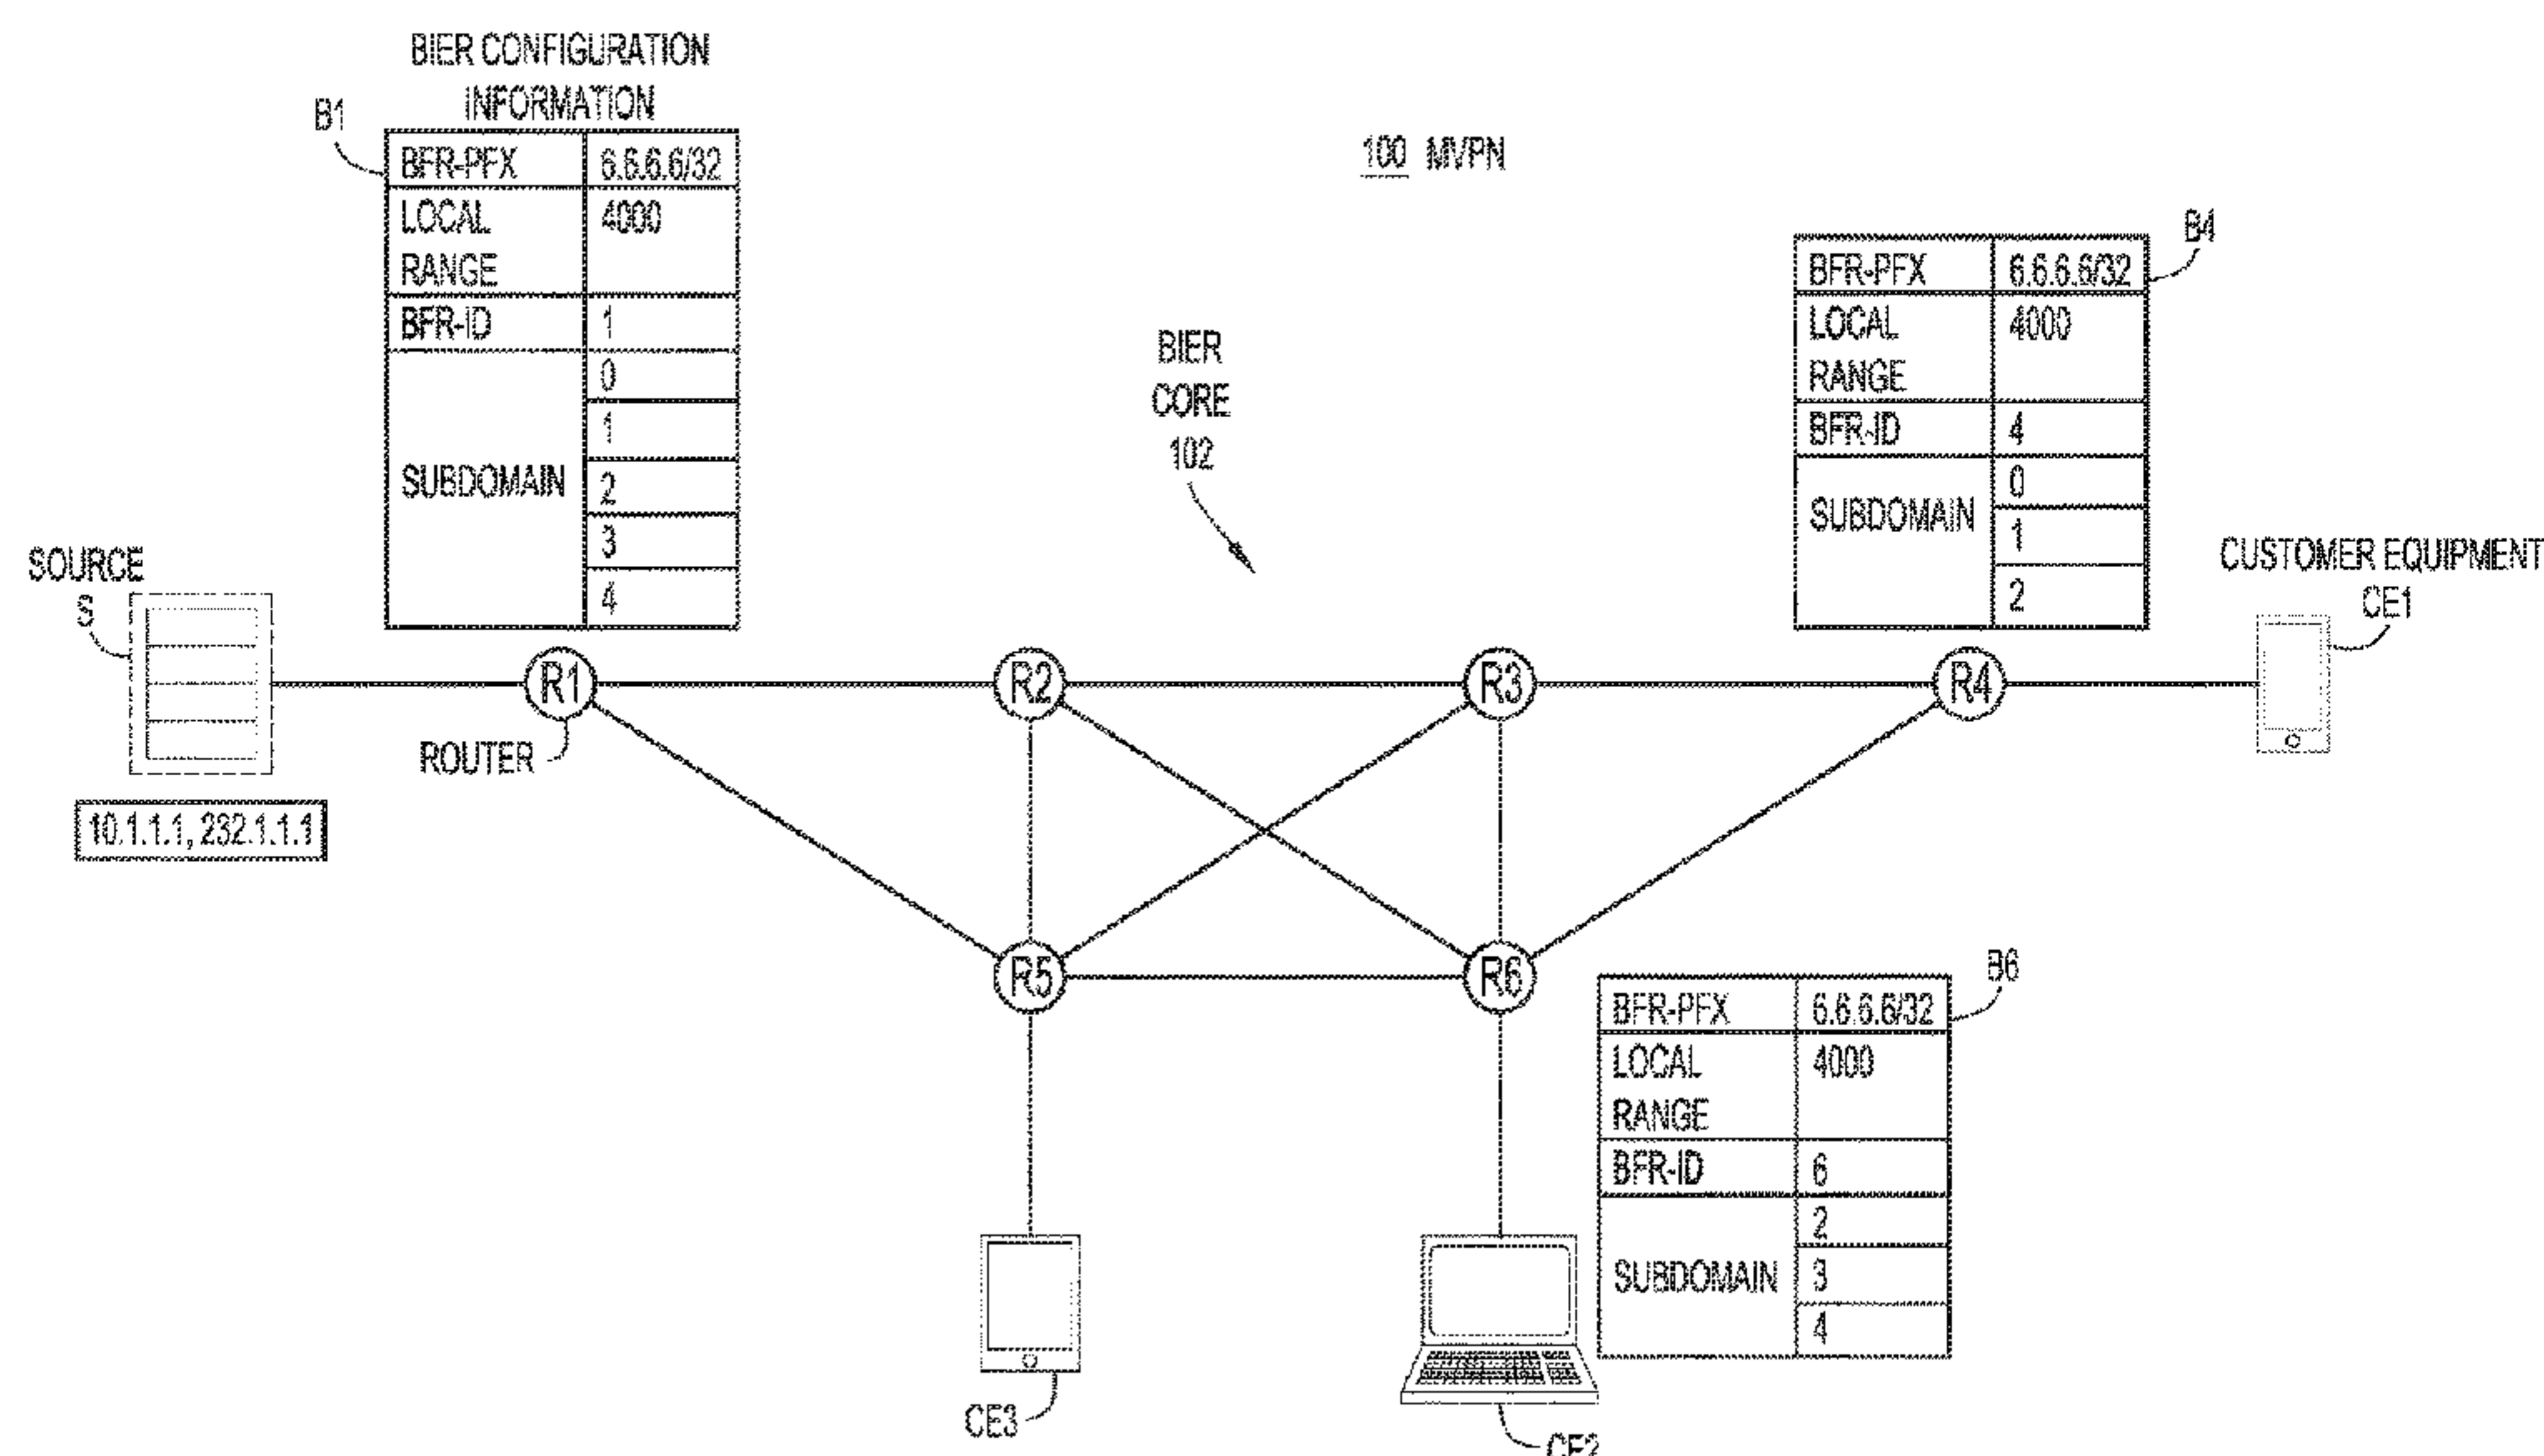 BIER CONFIGURATION
INFORMATION
B1
BFR-PFX 6.6.6.6/32
LOCAL 4000
RANGE
BFR-ID 1
SUBDOMAIN
0
1
2
3
4
100 MVPN
BIER
CORE
102
B4
BFR-PFX 6.6.6.6/32
LOCAL 4000
RANGE
BFR-ID 4
SUBDOMAIN
0
1
2
SOURCE
S
CUSTOMER EQUIPMENT
CE1
R1
R2
R3
R4
ROUTER
10.1.1.1, 232.1.1.1
R5
R6
B6
BFR-PFX 6.6.6.6/32
LOCAL 4000
RANGE
BFR-ID 6
SUBDOMAIN
2
3
4
CE3
CE2